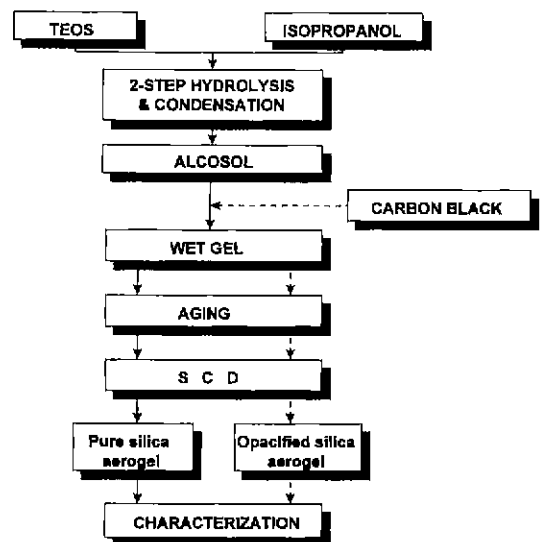 TEOS
ISOPROPANOL
2-STEP HYDROLYSIS
& CONDENSATION
ALCOSOL
CARBON BLACK
WET GEL
AGING
S C D
Pure silica
aerogel
Opacified silica
aerogel
CHARACTERIZATION